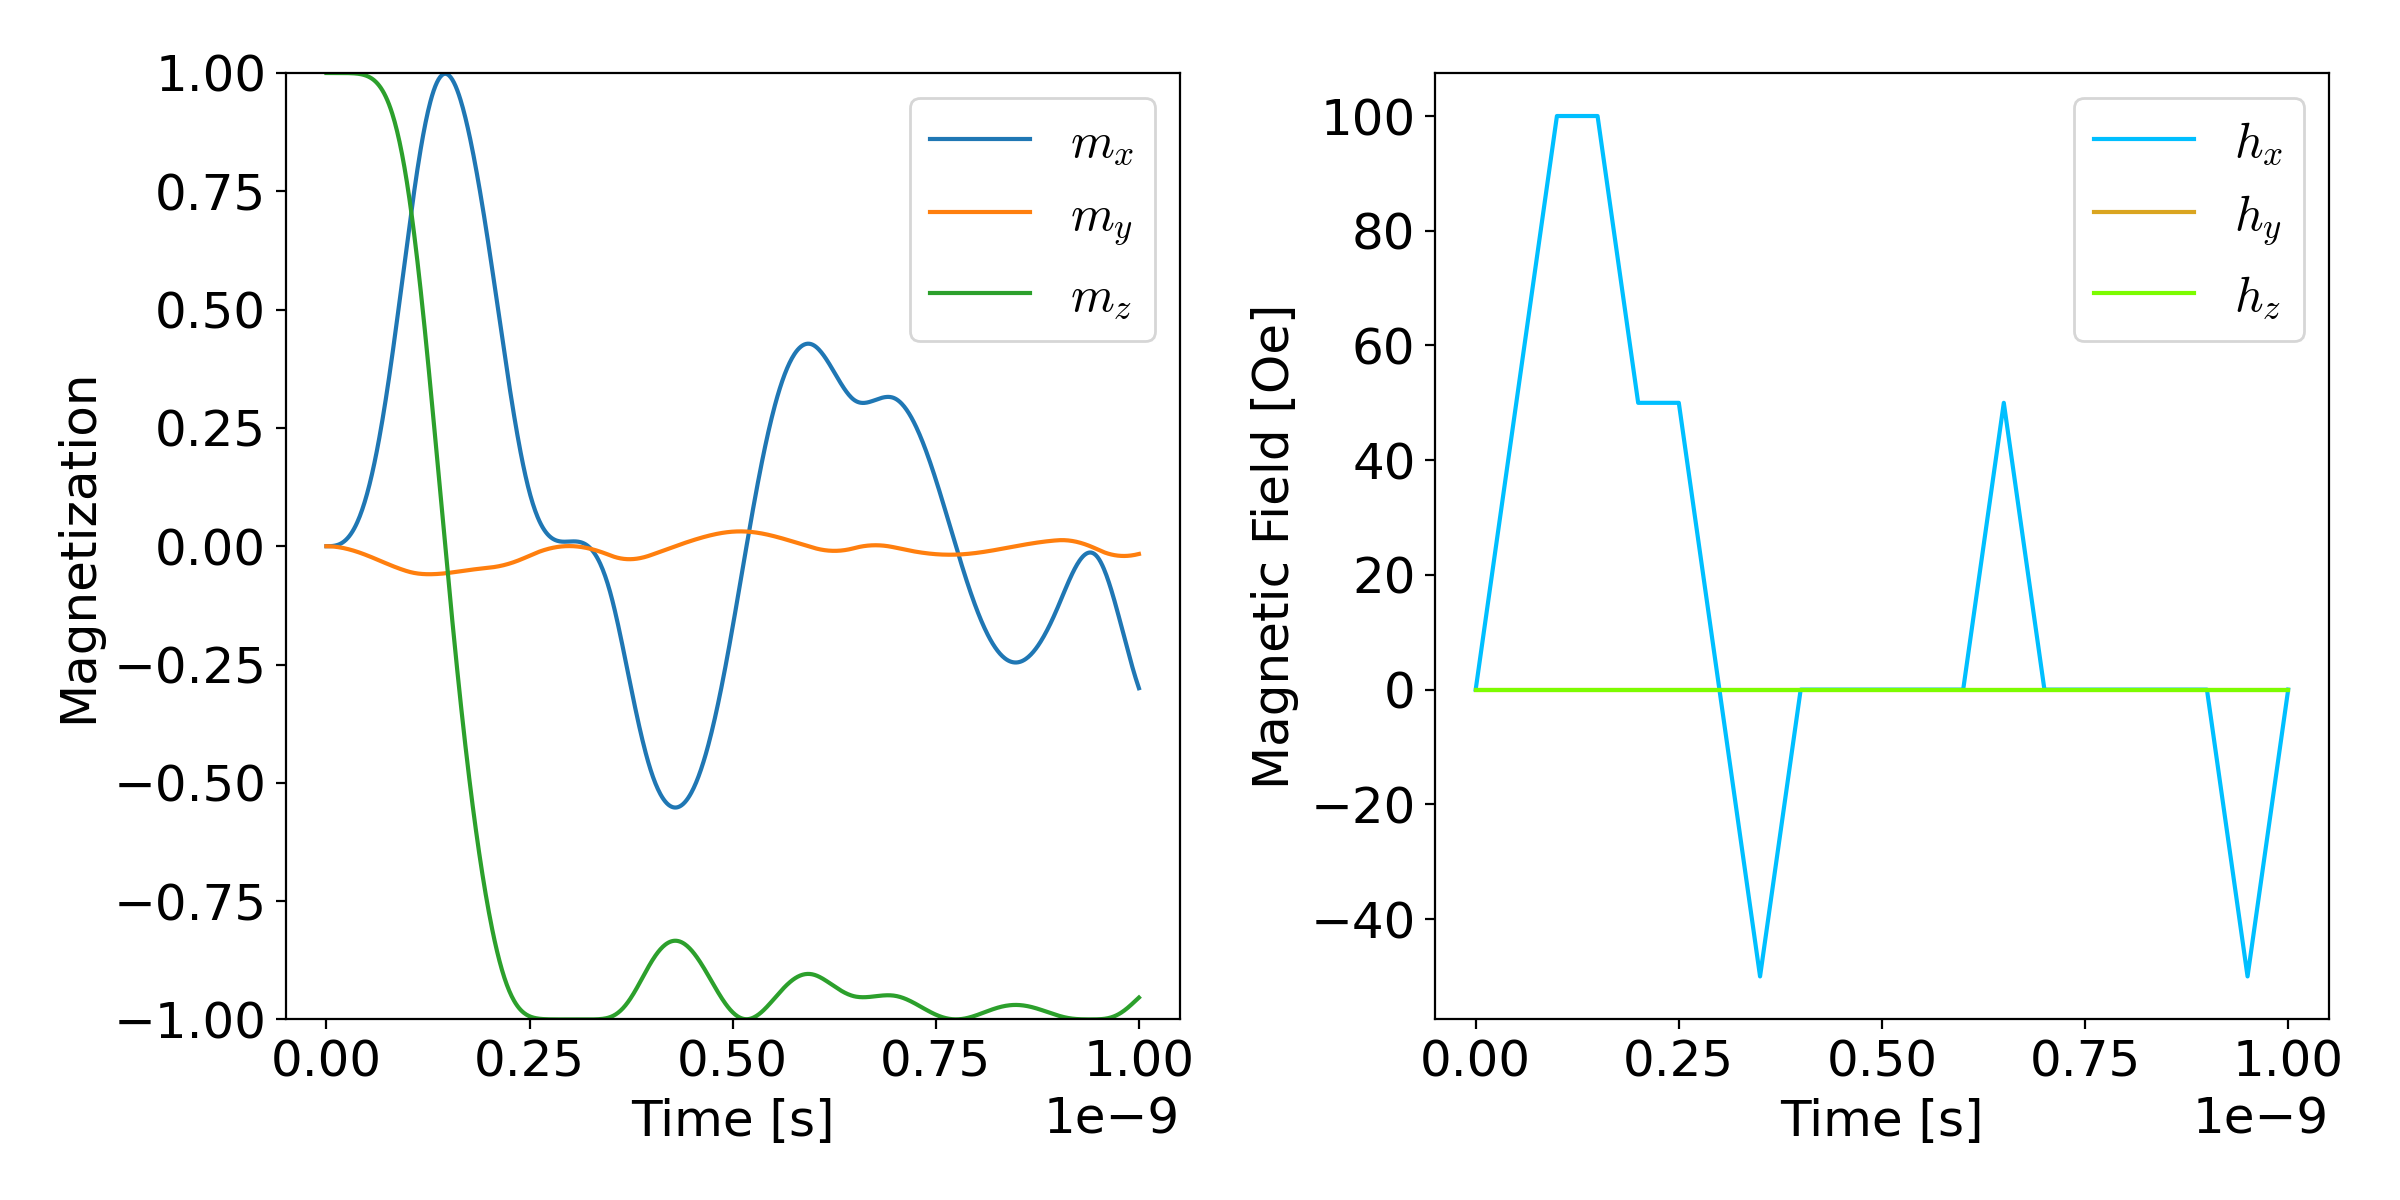 Magnetization
1.00
0.75
0.50
0.25
0.00
−0.25
−0.50
−0.75
−1.00
0.00 0.25 0.50 0.75 1.00
Time [s]
1e−9
m_x
m_y
m_z
Magnetic Field [Oe]
100
80
60
40
20
0
−20
−40
0.00 0.25 0.50 0.75 1.00
Time [s]
1e−9
h_x
h_y
h_z